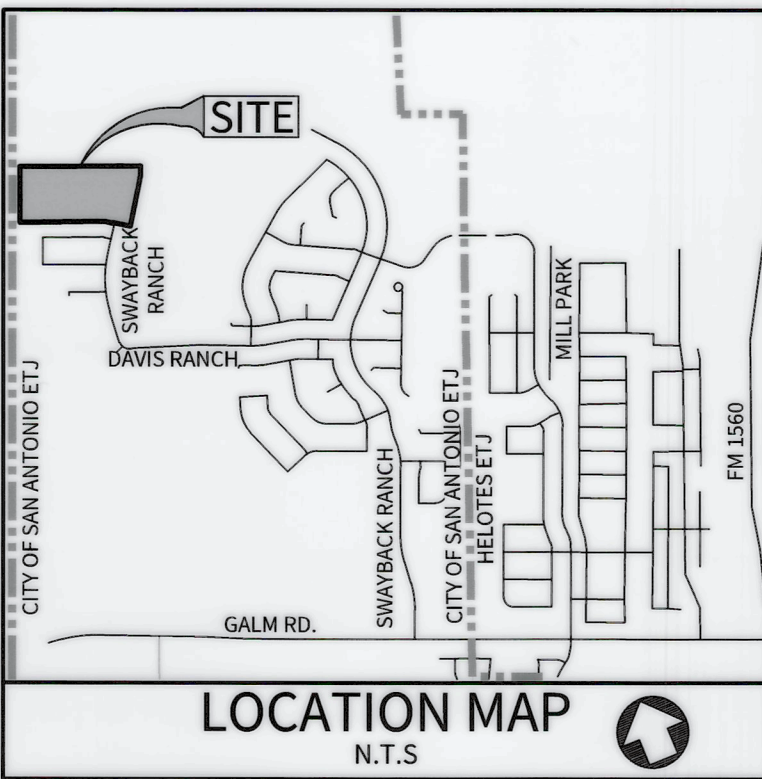 SITE
SWAYBACK
RANCH
DAVIS RANCH
MILL PARK
FM 1560
CITY OF SAN ANTONIO ETJ
SWAYBACK RANCH
CITY OF SAN ANTONIO ETJ
HELOTES ETJ
GALM RD.
LOCATION MAP
N.T.S